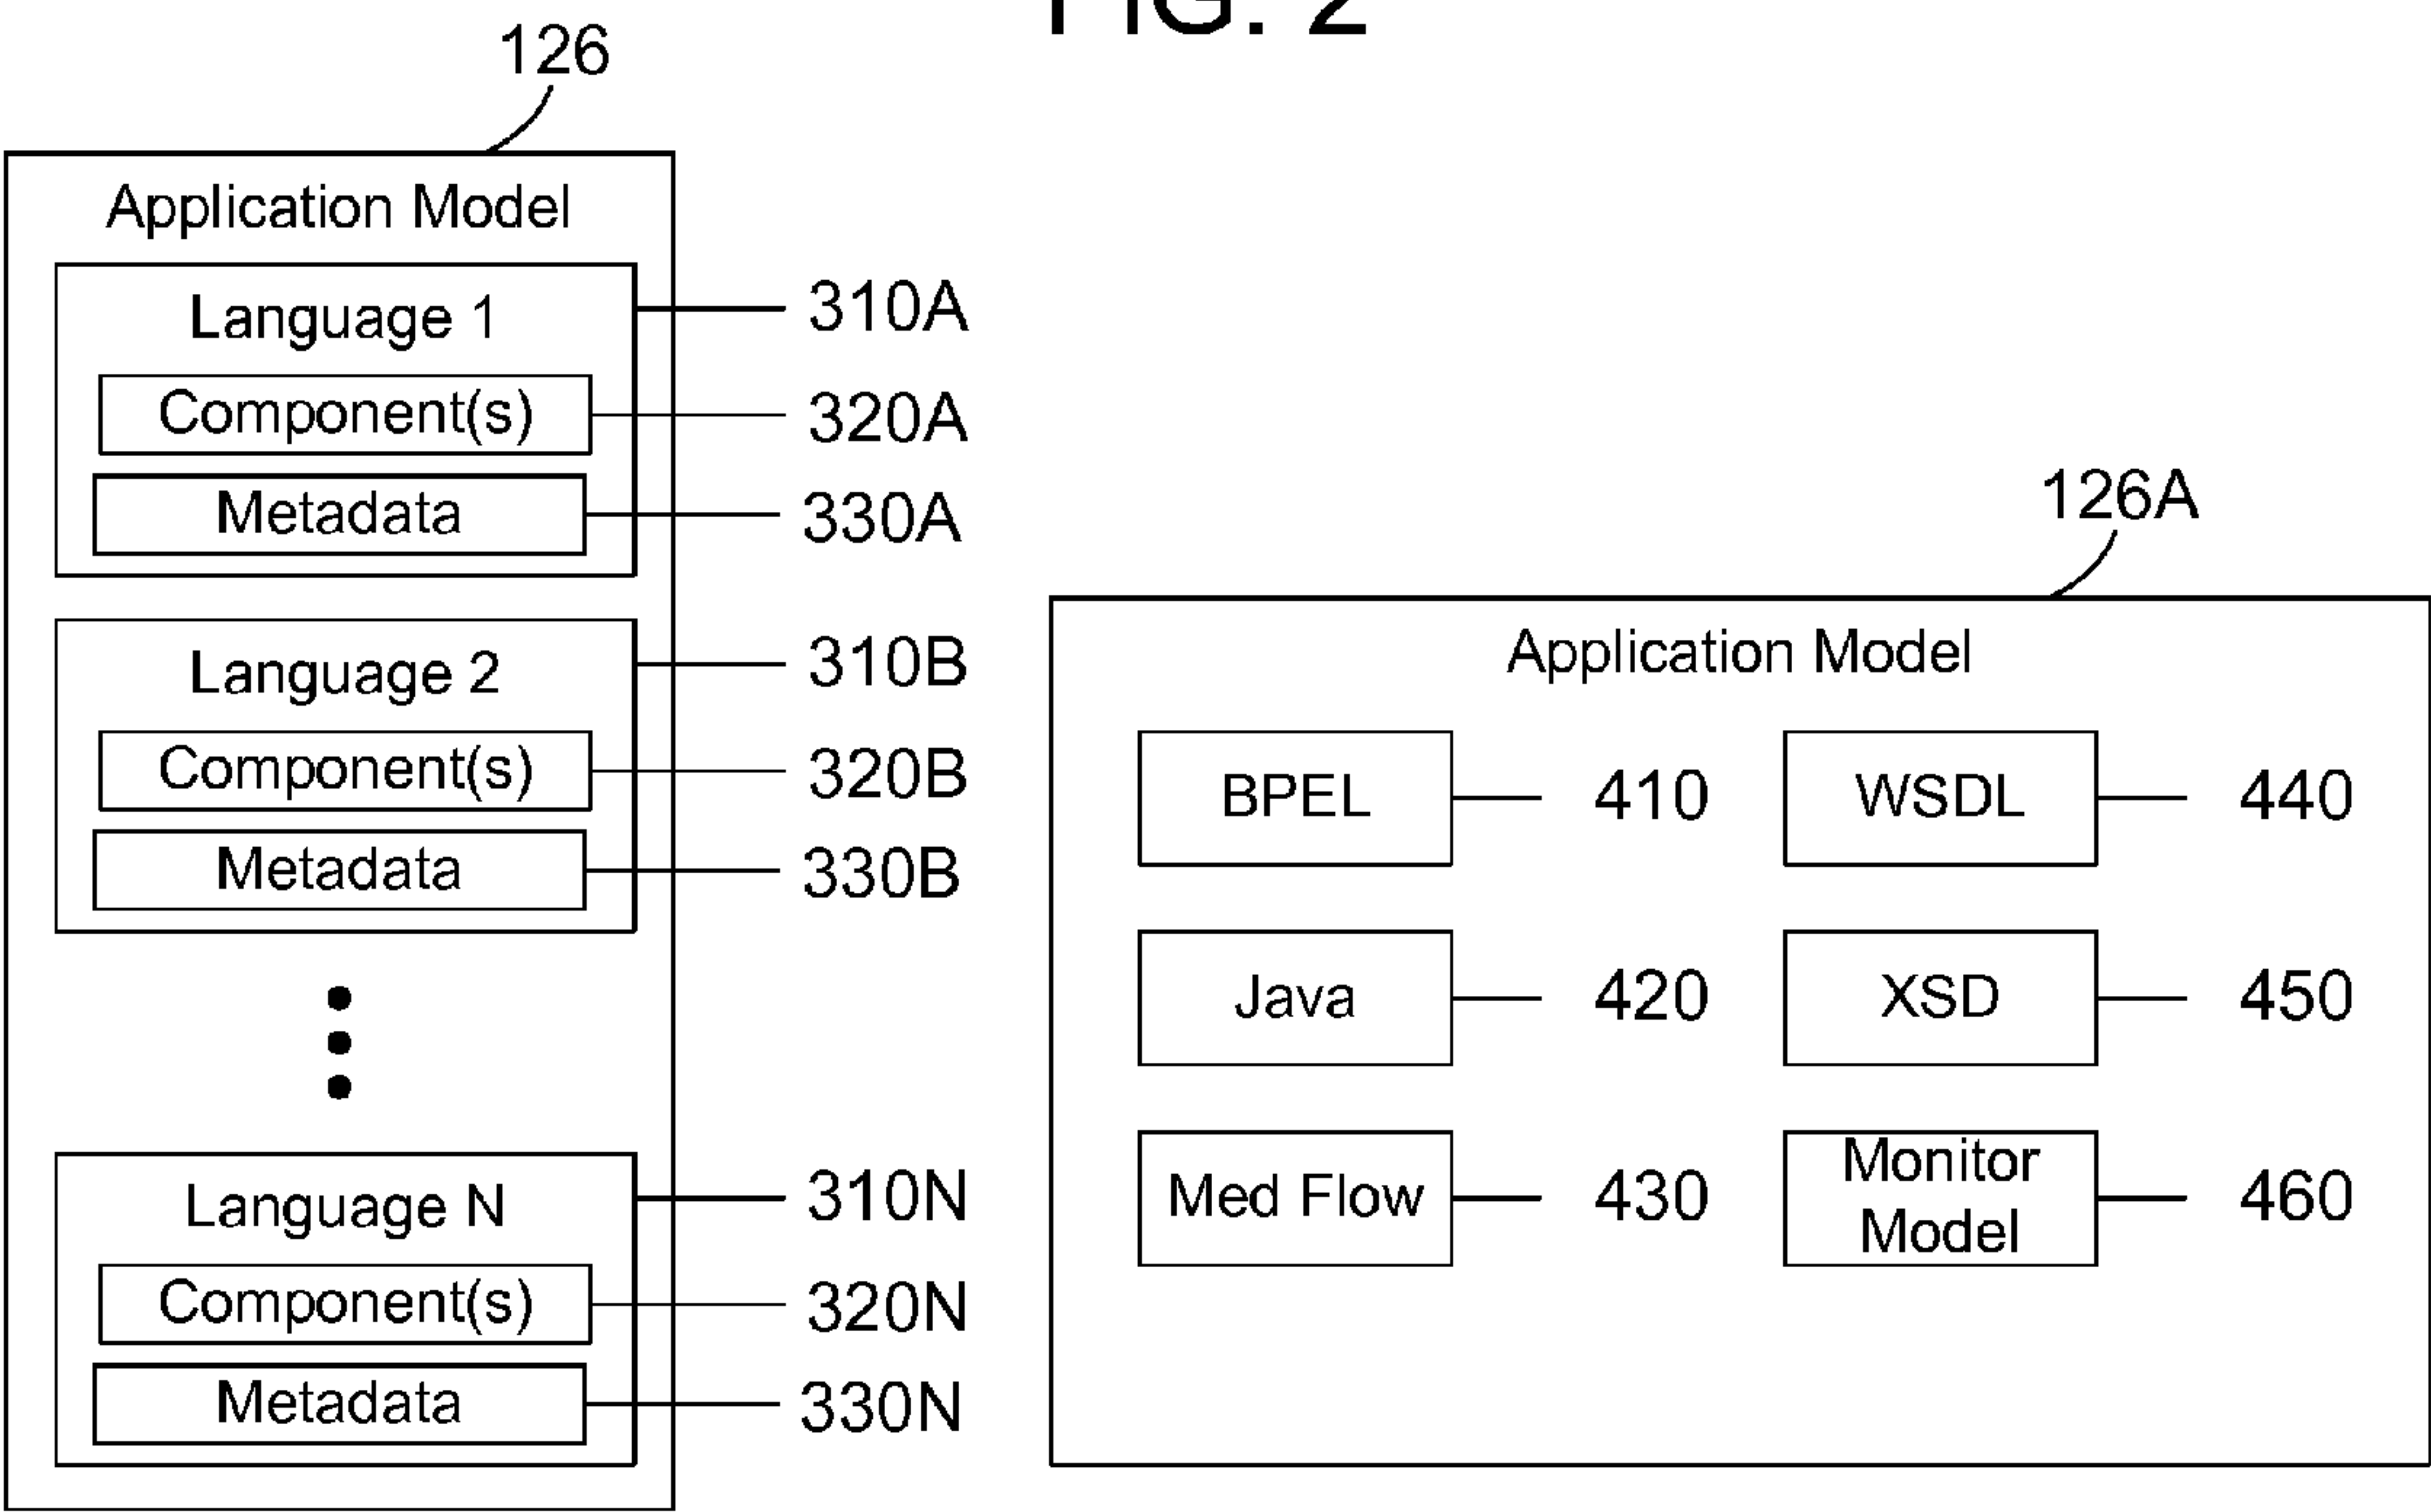 FIG. 2
126
Application Model
Language 1
310A
Component(s)
320A
Metadata
330A
Language 2
310B
Component(s)
320B
Metadata
330B
Language N
310N
Component(s)
320N
Metadata
330N
126A
Application Model
BPEL
410
WSDL
440
Java
420
XSD
450
Med Flow
430
Monitor
Model
460